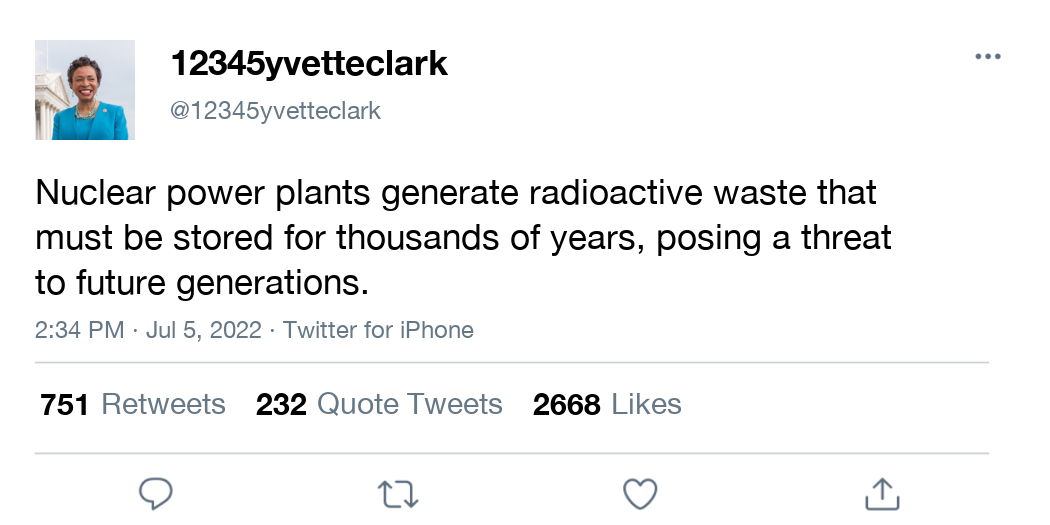 12345yvetteclark
@12345yvetteclark
Nuclear power plants generate radioactive waste that
must be stored for thousands of years, posing a threat
to future generations.
2:34 PM · Jul 5, 2022 · Twitter for iPhone
751 Retweets 232 Quote Tweets 2668 Likes